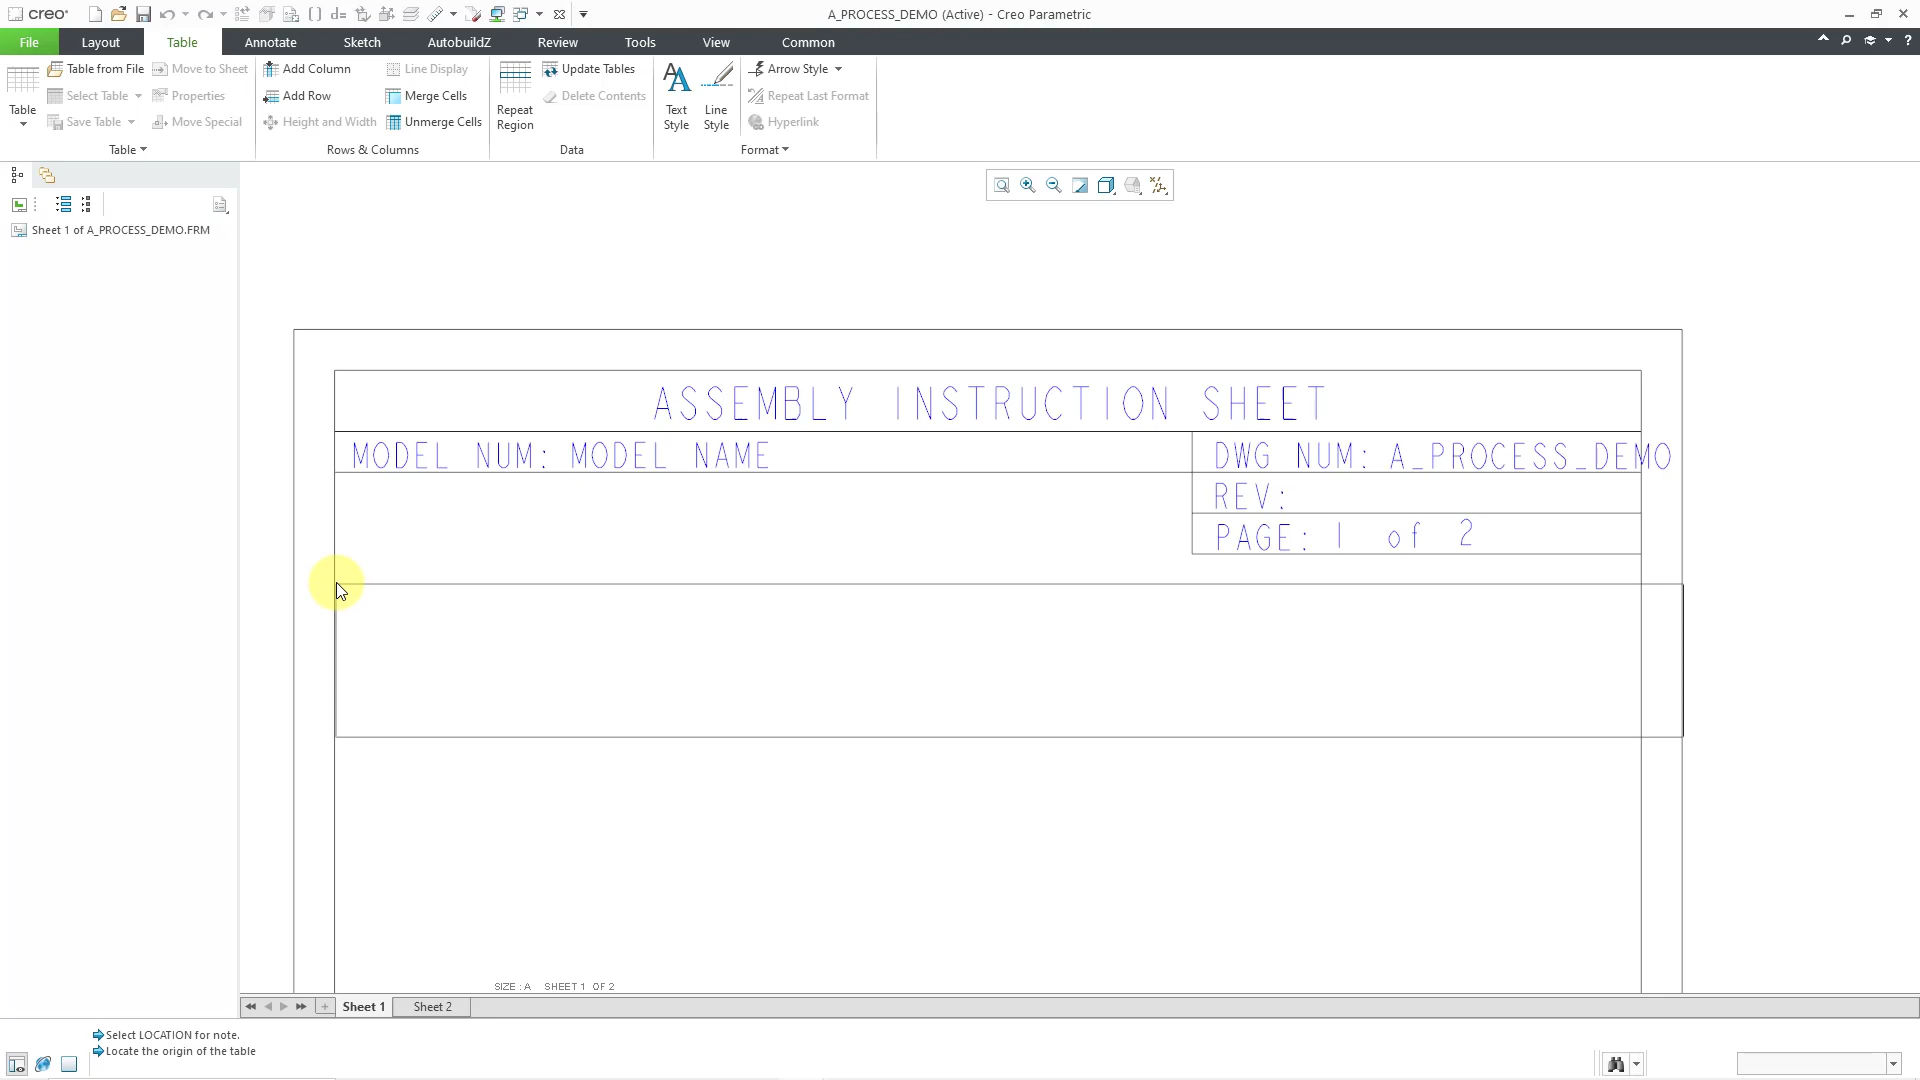 creo
A_PROCESS_DEMO (Active) - Creo Parametric
File Layout Table Annotate Sketch AutobuildZ Review Tools View Common
Table
Table from File
Select Table
Save Table
Move to Sheet
Properties
Move Special
Table
Add Column
Add Row
Height and Width
Line Display
Merge Cells
Unmerge Cells
Rows & Columns
Repeat
Region
Update Tables
Delete Contents
Data
Text
Style
Line
Style
Arrow Style
Repeat Last Format
Hyperlink
Format
Sheet 1 of A_PROCESS_DEMO.FRM
ASSEMBLY INSTRUCTION SHEET
MODEL NUM: MODEL NAME
DWG NUM: A_PROCESS_DEMO
REV:
PAGE: 1 of 2
SIZE : A SHEET 1 OF 2
Sheet 1 Sheet 2
Select LOCATION for note.
Locate the origin of the table